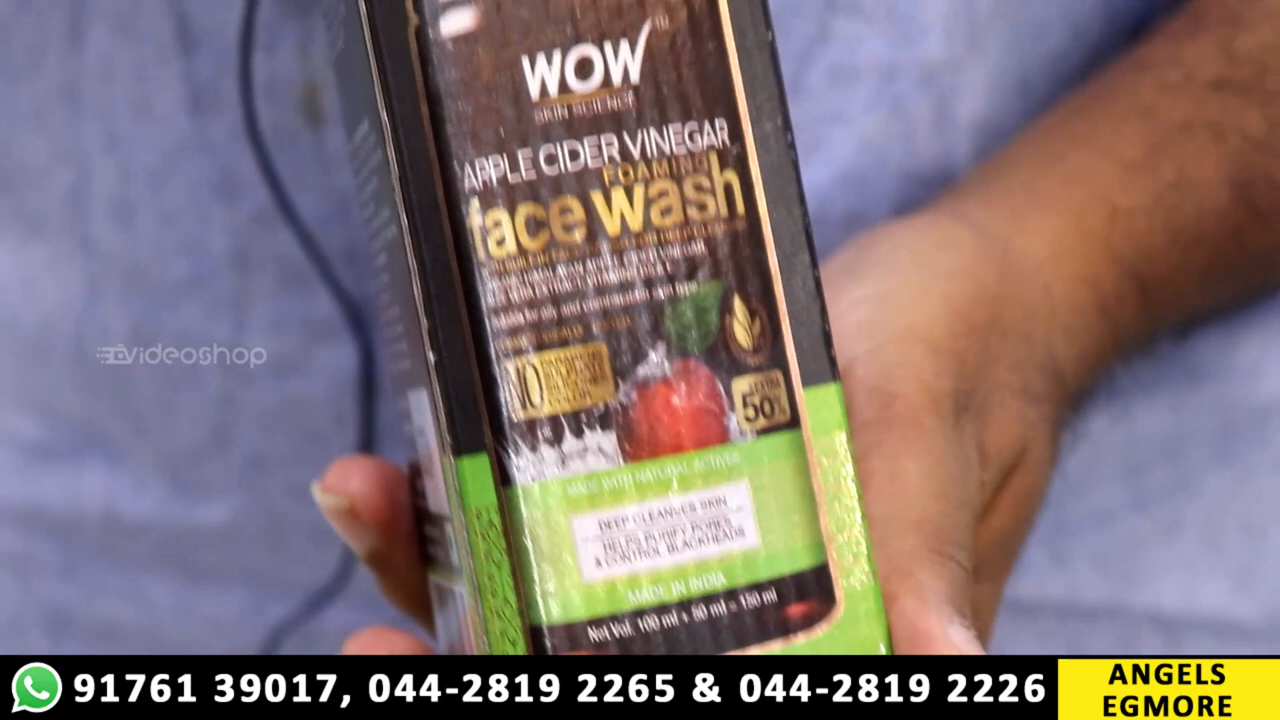 WOW
SKIN SCIENCE
APPLE CIDER VINEGAR
FOAMING
face wash
videoshop
NO
EXTRA
50%
MADE WITH NATURAL ACTIVES
DEEP CLEANSES SKIN
HELPS PURIFY PORES
& CONTROL BLACKHEADS
MADE IN INDIA
Net Vol. 100 ml + 50 ml = 150 ml
91761 39017, 044-2819 2265 & 044-2819 2226
ANGELS
EGMORE